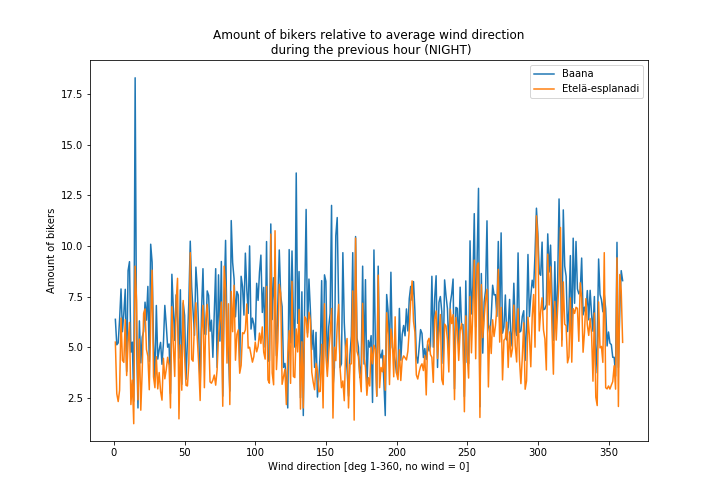 Amount of bikers relative to average wind direction
during the previous hour (NIGHT)
Baana
Etelä-esplanadi
Amount of bikers
17.5
15.0
12.5
10.0
7.5
5.0
2.5
0 50 100 150 200 250 300 350
Wind direction [deg 1-360, no wind = 0]